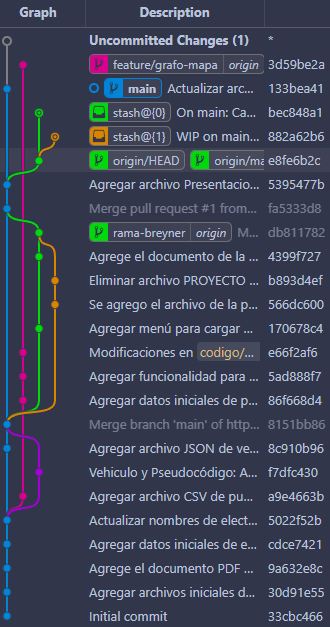 Graph Description
Uncommitted Changes (1) *
feature/grafo-mapa origin 3d59be2a
main Actualizar arc... 133bea41
stash@{0} On main: Ca... bec848a1
stash@{1} WIP on main... 882a62b6
origin/HEAD origin/ma e8fe6b2c
Agregar archivo Presentacio... 5395477b
Merge pull request #1 from... fa5333d8
rama-breyner origin M... db811782
Agrege el documento de la ... 4399f727
Eliminar archivo PROYECTO ... b893d4ef
Se agrego el archivo de la p... 566dc600
Agregar menú para cargar ... 170678c4
Modificaciones en codigo/... e66f2af6
Agregar funcionalidad para ... 5ad888f7
Agregar datos iniciales de p... 86f668d4
Merge branch 'main' of http... 8151bb86
Agregar archivo JSON de ve... 8c910b96
Vehiculo y Pseudocódigo: A... f7dfc430
Agregar archivo CSV de pu... a9e4663b
Actualizar nombres de elect... 5022f52b
Agregar datos iniciales de e... cdce7421
Agrege el documento PDF ... 9a632e8c
Agregar archivos iniciales d... 30d91e55
Initial commit 33cbc466